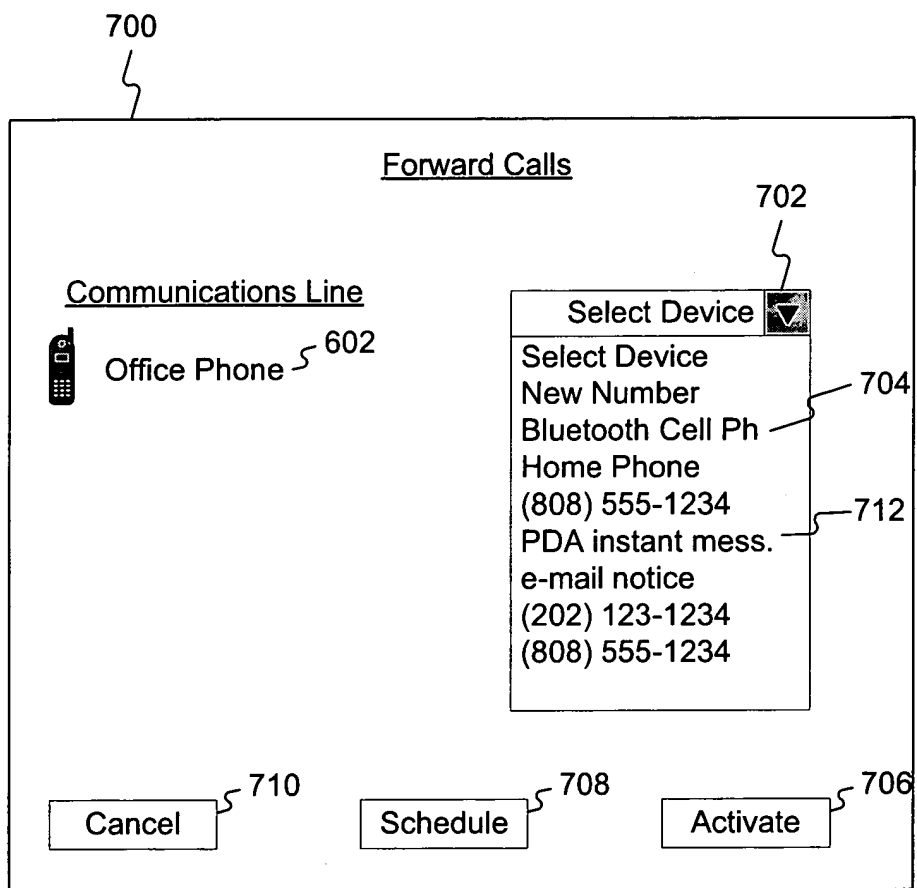 700
Forward Calls
702
Communications Line
602
Office Phone
Select Device
Select Device
New Number
704
Bluetooth Cell Ph
Home Phone
(808) 555-1234
712
PDA instant mess.
e-mail notice
(202) 123-1234
(808) 555-1234
710
708
706
Cancel
Schedule
Activate